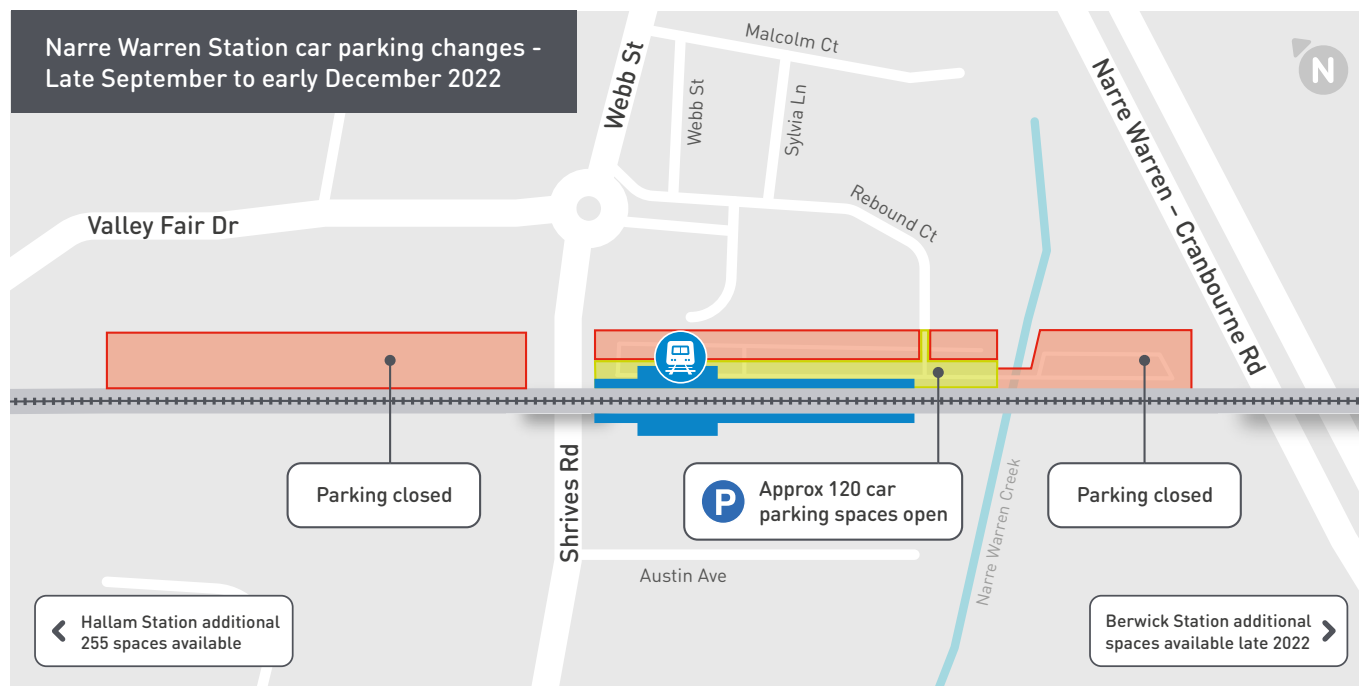 Narre Warren Station car parking changes -
Late September to early December 2022
Malcolm Ct
N
Webb St
Webb St
Sylvia Ln
Narre Warren – Cranbourne Rd
Rebound Ct
Valley Fair Dr
Parking closed
P
Approx 120 car
parking spaces open
Parking closed
Shrives Rd
Narre Warren Creek
Austin Ave
Hallam Station additional
255 spaces available
Berwick Station additional
spaces available late 2022